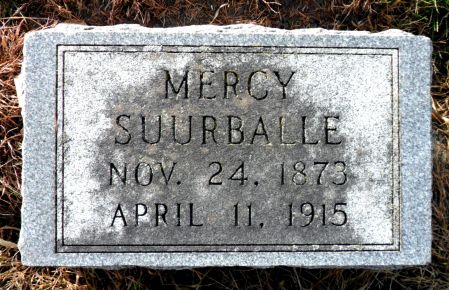 MERCY
SUURBALLE
NOV. 24, 1873
APRIL 11, 1915